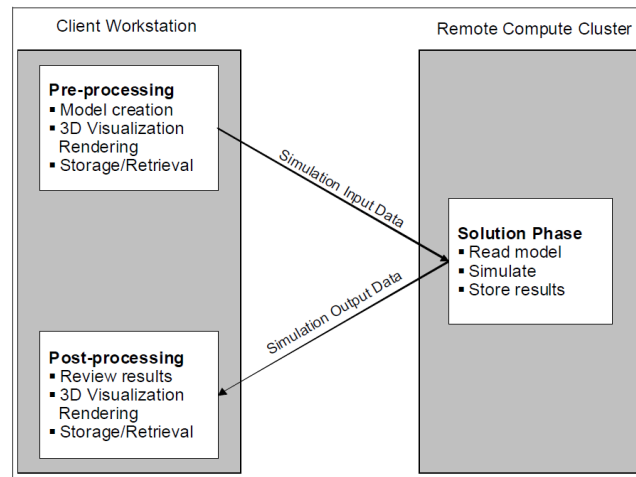 Client Workstation
Remote Compute Cluster
Pre-processing
▪ Model creation
▪ 3D Visualization
Rendering
▪ Storage/Retrieval
Simulation Input Data
Solution Phase
▪ Read model
▪ Simulate
▪ Store results
Simulation Output Data
Post-processing
▪ Review results
▪ 3D Visualization
Rendering
▪ Storage/Retrieval